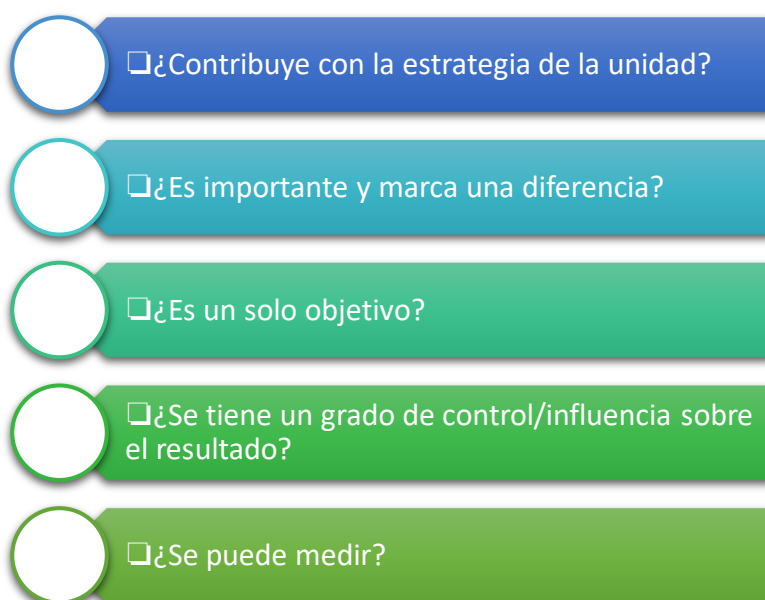 ❑¿Contribuye con la estrategia de la unidad?
❑¿Es importante y marca una diferencia?
❑¿Es un solo objetivo?
❑¿Se tiene un grado de control/influencia sobre
el resultado?
❑¿Se puede medir?